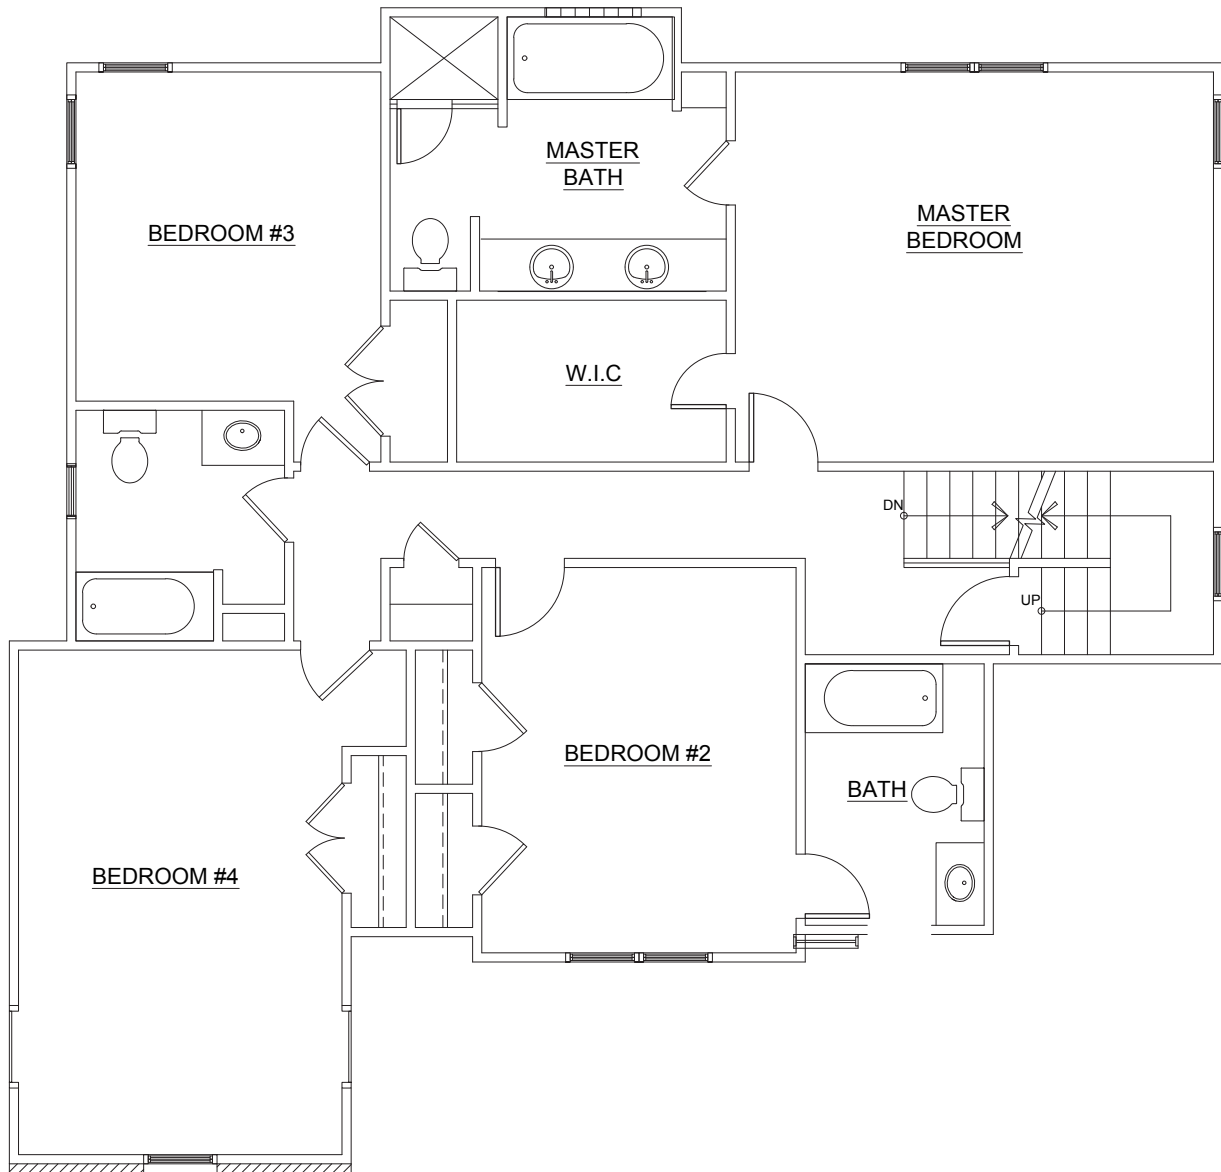 MASTER
BATH
BEDROOM #3
MASTER
BEDROOM
W.I.C
DN
UP
BEDROOM #2
BATH
BEDROOM #4